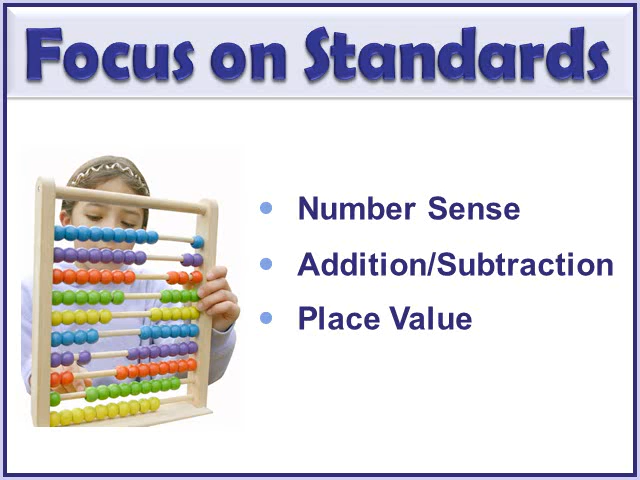 Focus on Standards
Number Sense
Addition/Subtraction
Place Value